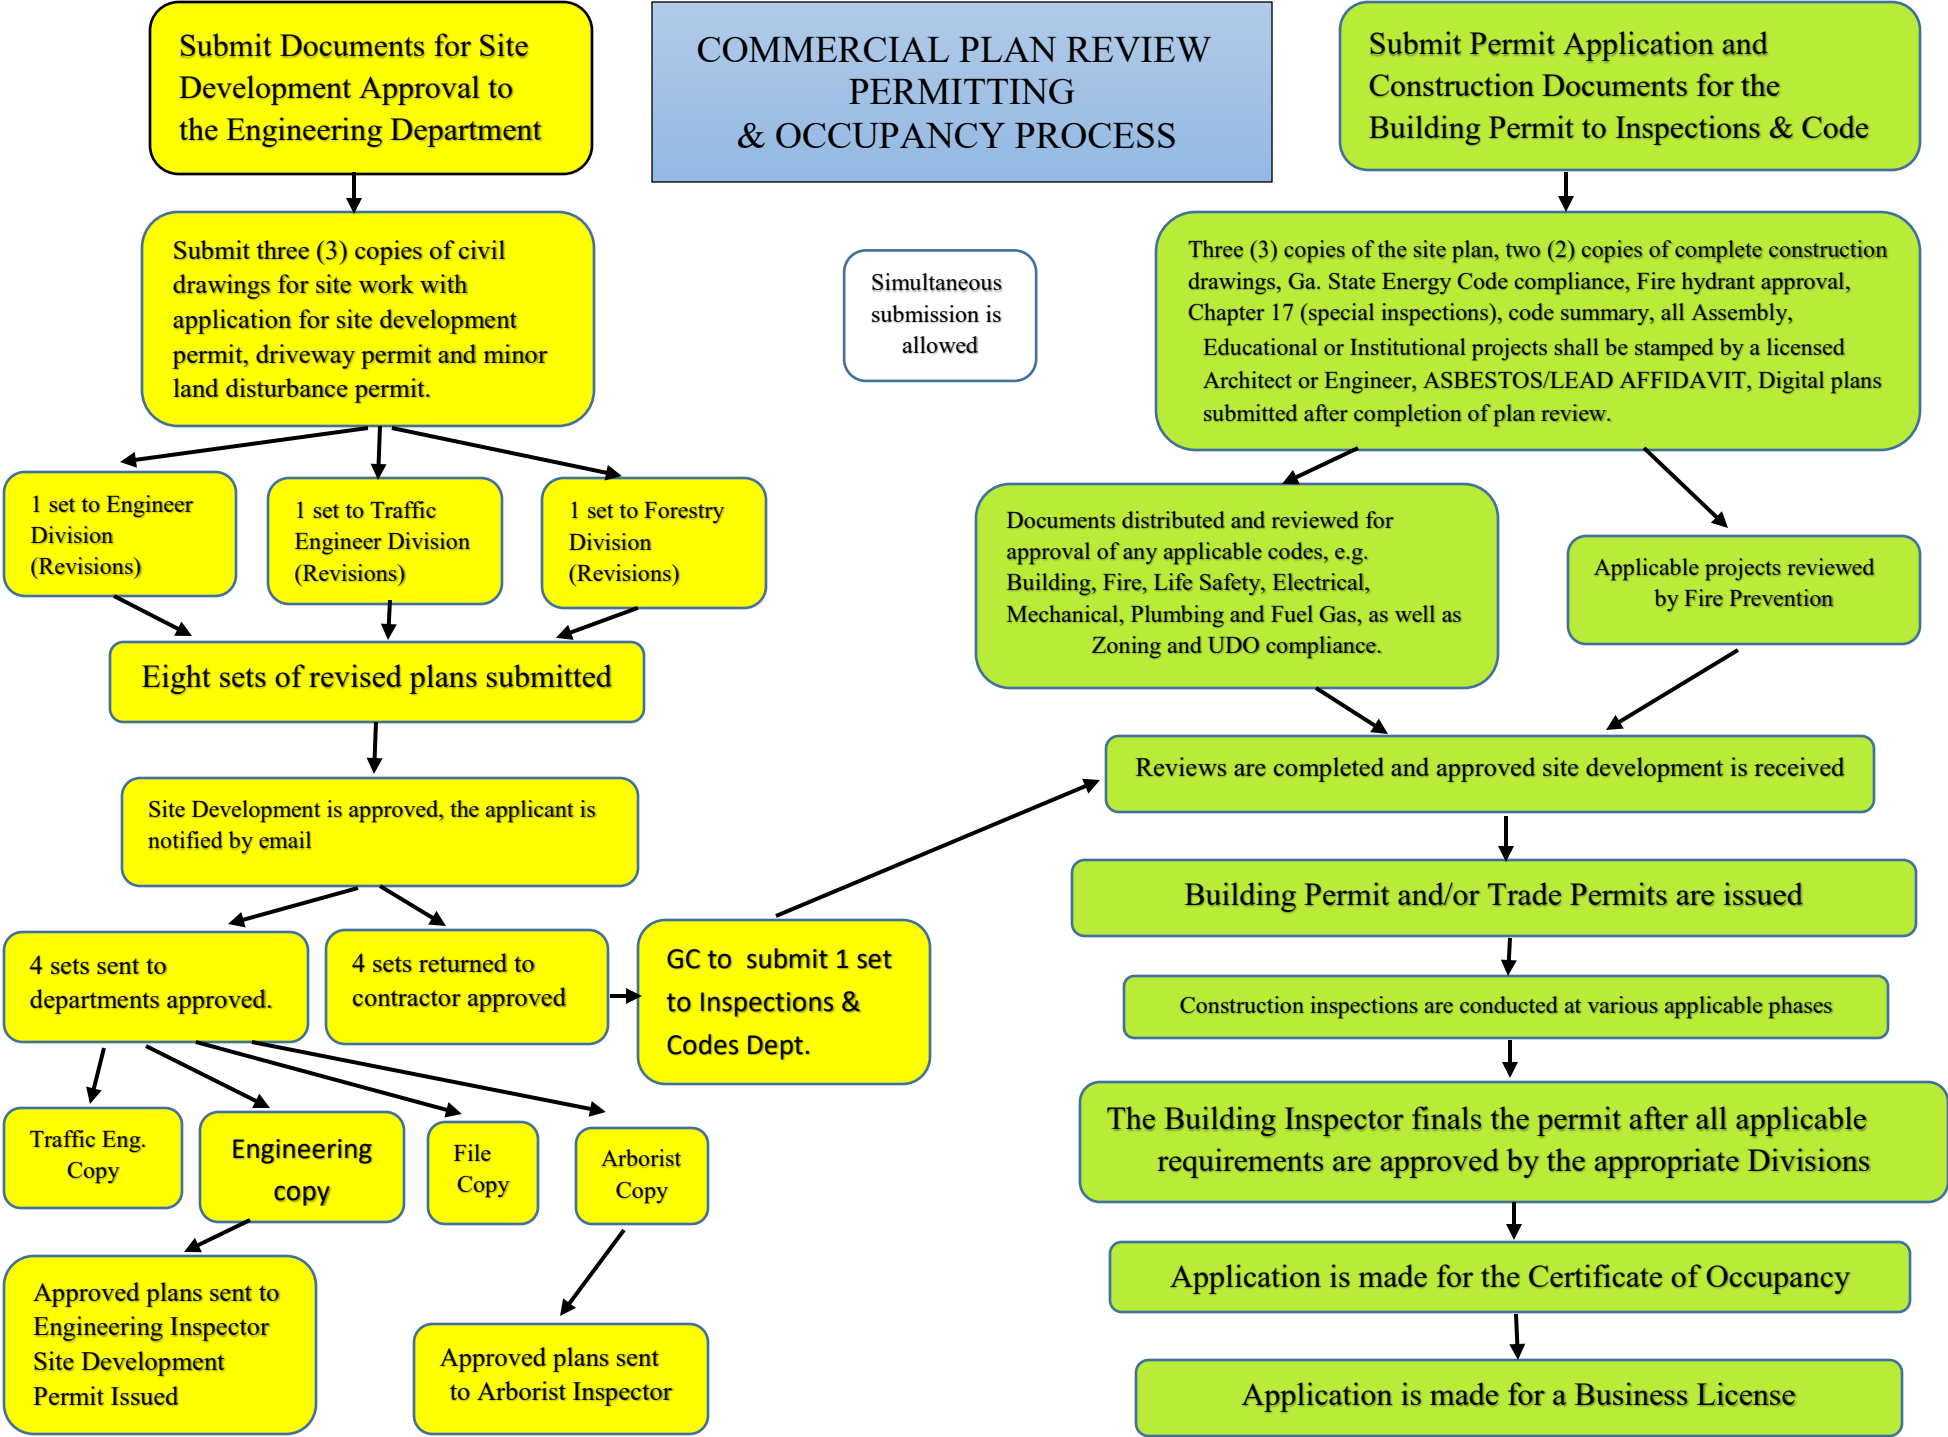 Submit Documents for Site
Development Approval to
the Engineering Department
COMMERCIAL PLAN REVIEW
PERMITTING
& OCCUPANCY PROCESS
Submit Permit Application and
Construction Documents for the
Building Permit to Inspections & Code
Submit three (3) copies of civil
drawings for site work with
application for site development
permit, driveway permit and minor
land disturbance permit.
Simultaneous
submission is
allowed
Three (3) copies of the site plan, two (2) copies of complete construction
drawings, Ga. State Energy Code compliance, Fire hydrant approval,
Chapter 17 (special inspections), code summary, all Assembly,
Educational or Institutional projects shall be stamped by a licensed
Architect or Engineer, ASBESTOS/LEAD AFFIDAVIT, Digital plans
submitted after completion of plan review.
1 set to Engineer
Division
(Revisions)
1 set to Traffic
Engineer Division
(Revisions)
1 set to Forestry
Division
(Revisions)
Documents distributed and reviewed for
approval of any applicable codes, e.g.
Building, Fire, Life Safety, Electrical,
Mechanical, Plumbing and Fuel Gas, as well as
Zoning and UDO compliance.
Applicable projects reviewed
by Fire Prevention
Eight sets of revised plans submitted
Reviews are completed and approved site development is received
Site Development is approved, the applicant is
notified by email
Building Permit and/or Trade Permits are issued
4 sets sent to
departments approved.
4 sets returned to
contractor approved
GC to submit 1 set
to Inspections &
Codes Dept.
Construction inspections are conducted at various applicable phases
Traffic Eng.
Copy
Engineering
copy
File
Copy
Arborist
Copy
The Building Inspector finals the permit after all applicable
requirements are approved by the appropriate Divisions
Approved plans sent to
Engineering Inspector
Site Development
Permit Issued
Approved plans sent
to Arborist Inspector
Application is made for the Certificate of Occupancy
Application is made for a Business License